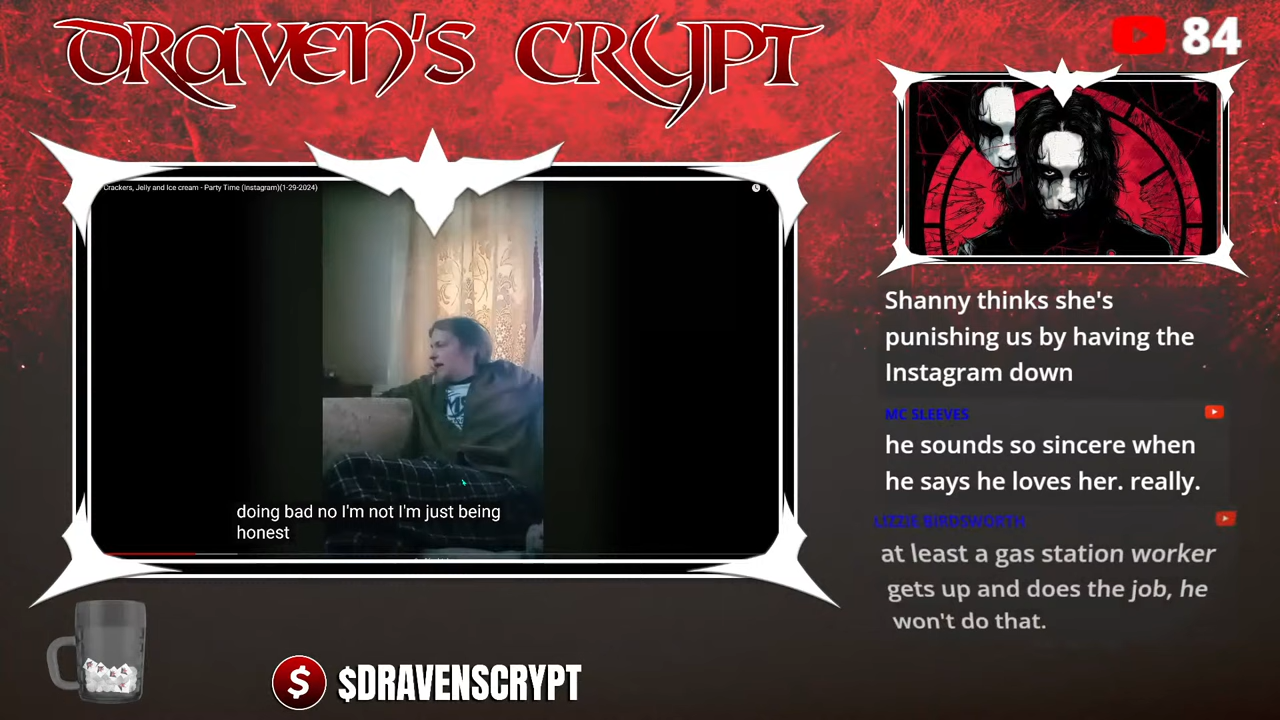 DRAVEN'S CRYPT
84
Crackers, Jelly and Ice cream - Party Time (Instagram)(1-29-2024)
doing bad no I'm not I'm just being
honest
Shanny thinks she's
punishing us by having the
Instagram down
MC SLEEVES
he sounds so sincere when
he says he loves her. really.
LIZZIE BIRDSWORTH
at least a gas station worker
gets up and does the job, he
won't do that.
$ $DRAVENSCRYPT